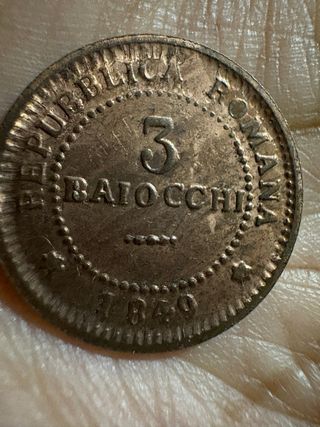 REPUBBLICA ROMANA
3
BAIOCCHI
1849